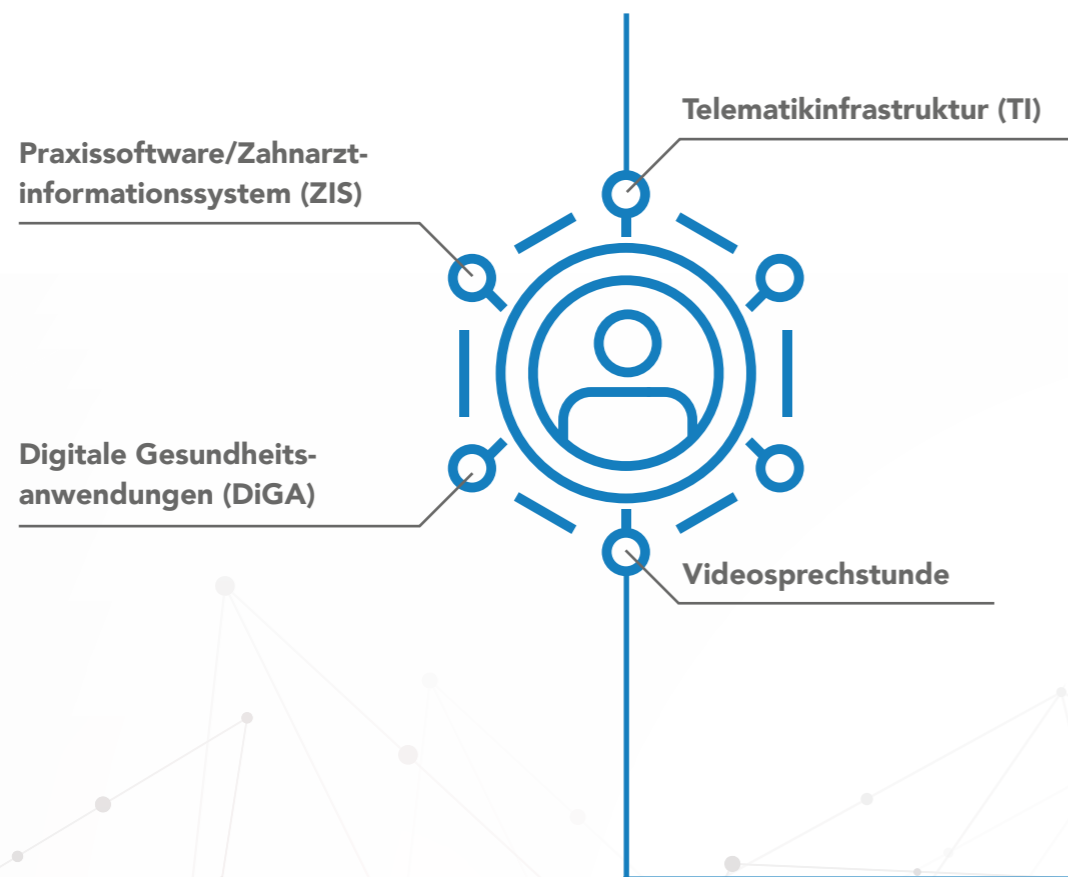 Telematikinfrastruktur (TI)
Praxissoftware/Zahnarzt-
informationssystem (ZIS)
Digitale Gesundheits-
anwendungen (DiGA)
Videosprechstunde